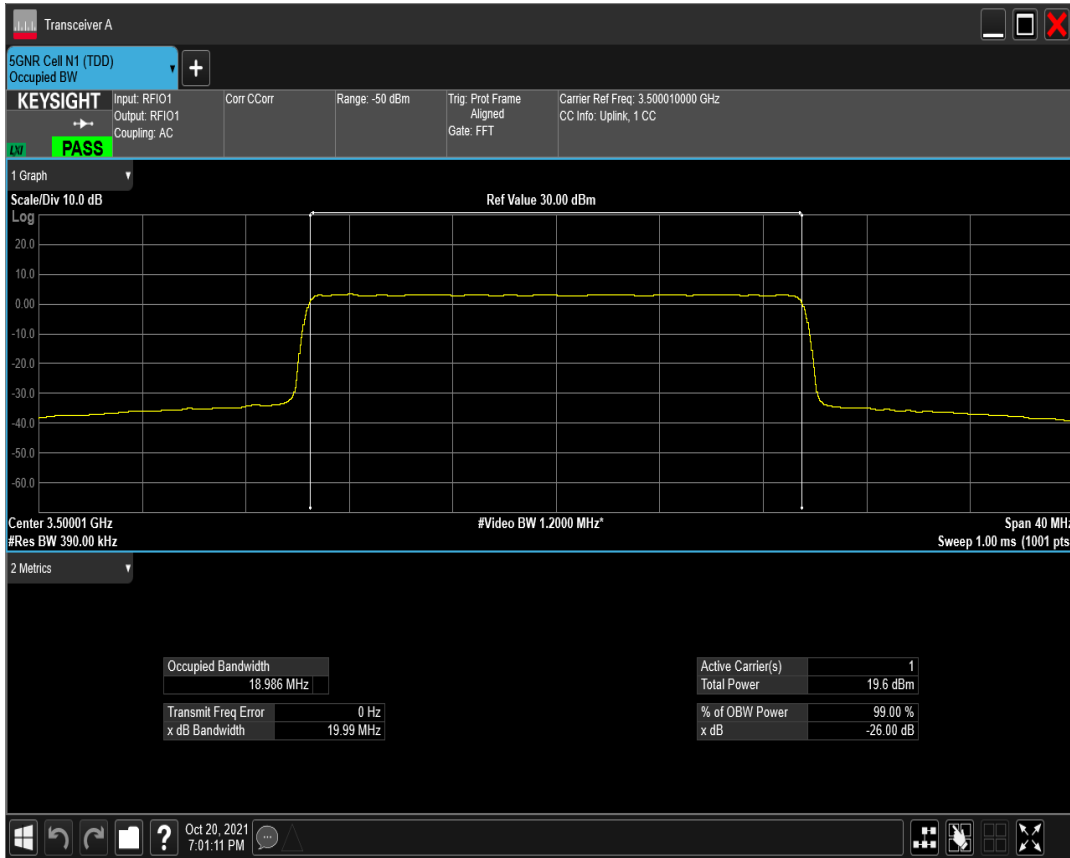 Transceiver A
5GNR Cell N1 (TDD)
Occupied BW
+
KEYSIGHT
LXI
PASS
Input: RFIO1
Output: RFIO1
Coupling: AC
Corr CCorr
Range: -50 dBm
Trig: Prot Frame
Aligned
Gate: FFT
Carrier Ref Freq: 3.500010000 GHz
CC Info: Uplink, 1 CC
1 Graph
Scale/Div 10.0 dB
Ref Value 30.00 dBm
Log
20.0
10.0
0.00
-10.0
-20.0
-30.0
-40.0
-50.0
-60.0
Center 3.50001 GHz
#Video BW 1.2000 MHz*
Span 40 MHz
#Res BW 390.00 kHz
Sweep 1.00 ms (1001 pts
2 Metrics
Occupied Bandwidth
18.986 MHz
Transmit Freq Error 0 Hz
x dB Bandwidth 19.99 MHz
Active Carrier(s) 1
Total Power 19.6 dBm
% of OBW Power 99.00 %
x dB -26.00 dB
?
Oct 20, 2021
7:01:11 PM